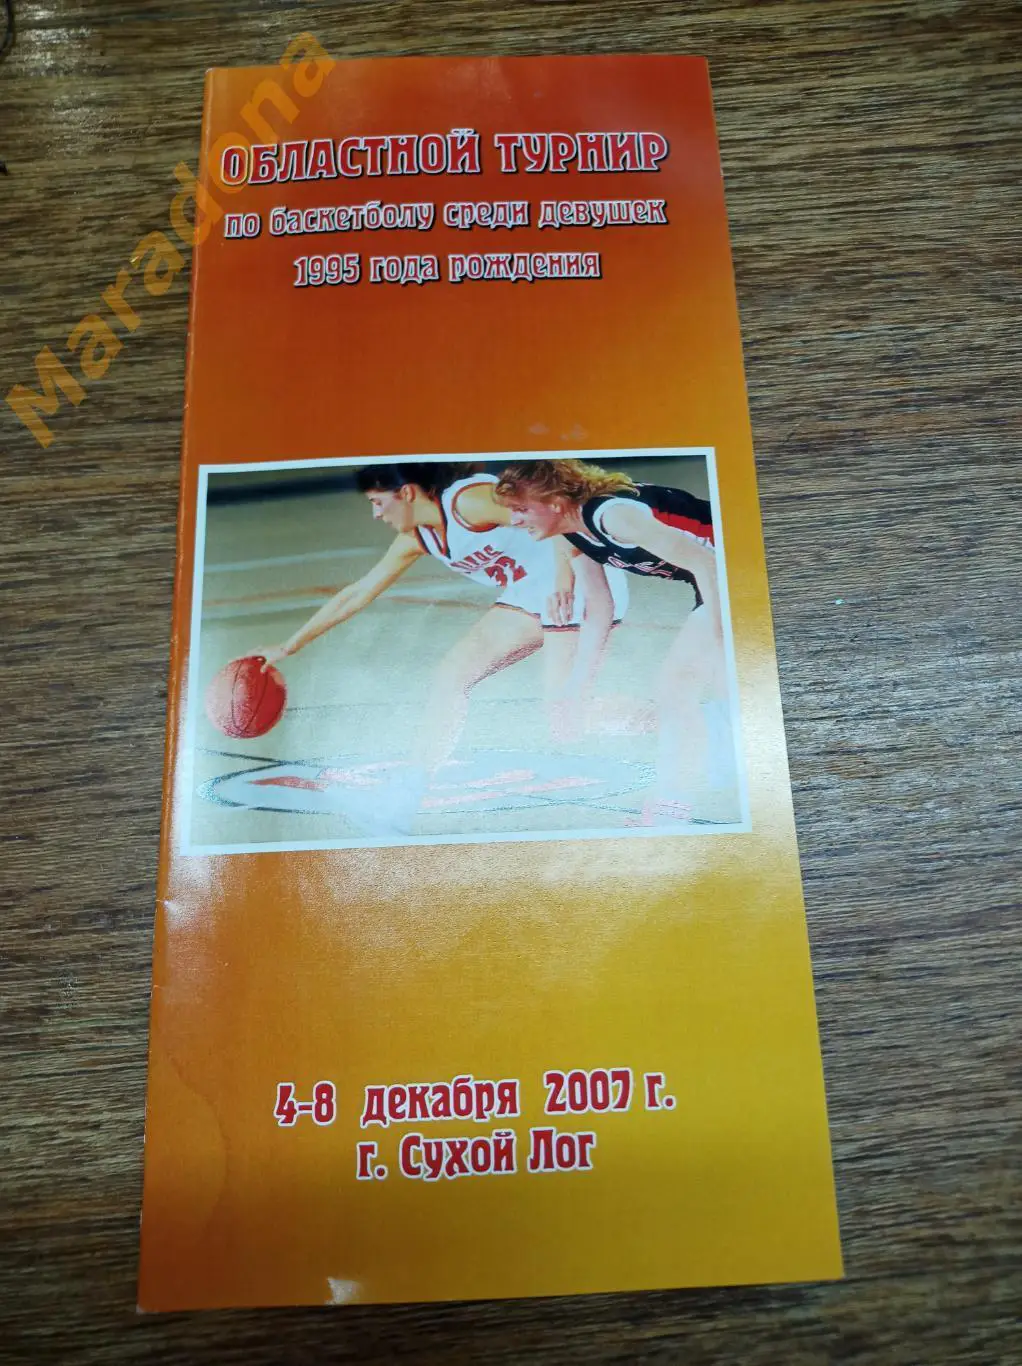 Maradona
ОБЛАСТНОЙ ТУРНИР
по баскетболу среди девушек
1995 года рождения
32
4-8 декабря 2007 г.
г. Сухой Лог